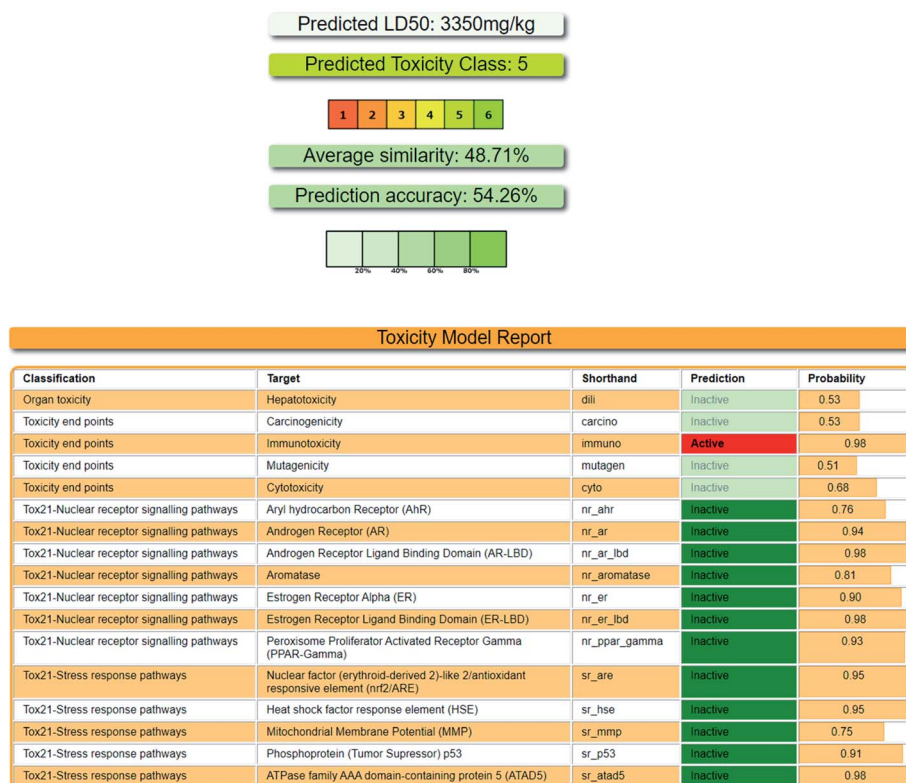 Predicted LD50: 3350mg/kg
Predicted Toxicity Class: 5
1 2 3 4 5 6
Average similarity: 48.71%
Prediction accuracy: 54.26%
20% 40% 60% 80%
Toxicity Model Report
Classification Target Shorthand Prediction Probability
Organ toxicity Hepatotoxicity dili Inactive 0.53
Toxicity end points Carcinogenicity carcino Inactive 0.53
Toxicity end points Immunotoxicity immuno Active 0.98
Toxicity end points Mutagenicity mutagen Inactive 0.51
Toxicity end points Cytotoxicity cyto Inactive 0.68
Tox21-Nuclear receptor signalling pathways Aryl hydrocarbon Receptor (AhR) nr_ahr Inactive 0.76
Tox21-Nuclear receptor signalling pathways Androgen Receptor (AR) nr_ar Inactive 0.94
Tox21-Nuclear receptor signalling pathways Androgen Receptor Ligand Binding Domain (AR-LBD) nr_ar_lbd Inactive 0.98
Tox21-Nuclear receptor signalling pathways Aromatase nr_aromatase Inactive 0.81
Tox21-Nuclear receptor signalling pathways Estrogen Receptor Alpha (ER) nr_er Inactive 0.90
Tox21-Nuclear receptor signalling pathways Estrogen Receptor Ligand Binding Domain (ER-LBD) nr_er_lbd Inactive 0.98
Tox21-Nuclear receptor signalling pathways Peroxisome Proliferator Activated Receptor Gamma nr_ppar_gamma Inactive 0.93
(PPAR-Gamma)
Tox21-Stress response pathways Nuclear factor (erythroid-derived 2)-like 2/antioxidant sr_are Inactive 0.95
responsive element (nrf2/ARE)
Tox21-Stress response pathways Heat shock factor response element (HSE) sr_hse Inactive 0.95
Tox21-Stress response pathways Mitochondrial Membrane Potential (MMP) sr_mmp Inactive 0.75
Tox21-Stress response pathways Phosphoprotein (Tumor Supressor) p53 sr_p53 Inactive 0.91
Tox21-Stress response pathways ATPase family AAA domain-containing protein 5 (ATAD5) sr_atad5 Inactive 0.98